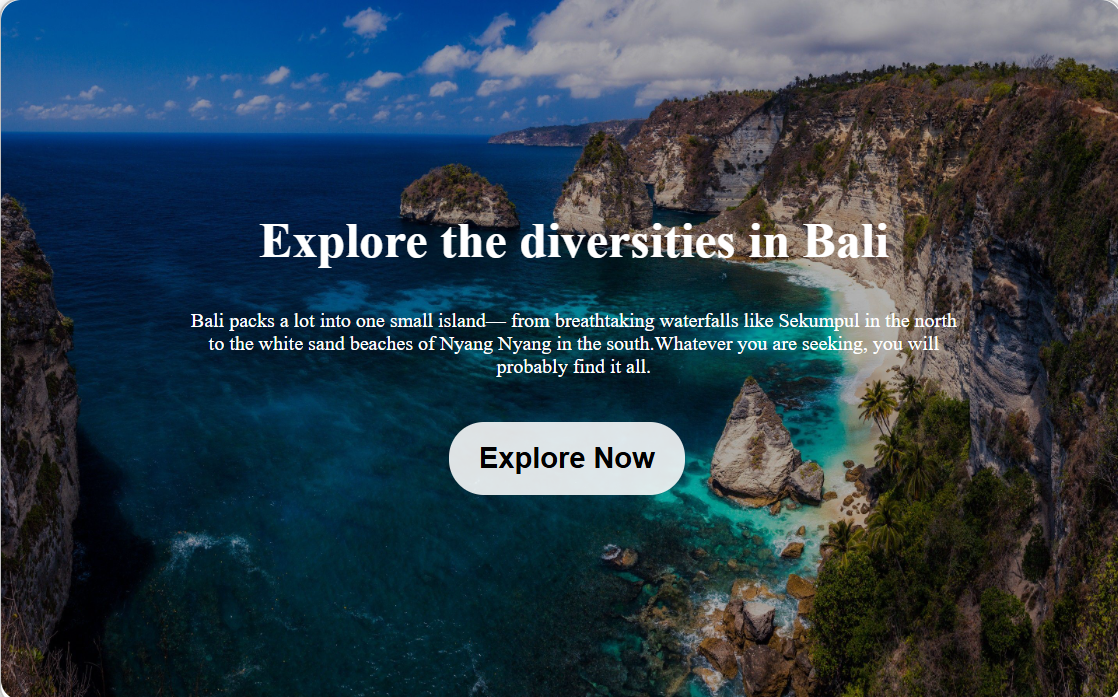 Explore the diversities in Bali
Bali packs a lot into one small island— from breathtaking waterfalls like Sekumpul in the north
to the white sand beaches of Nyang Nyang in the south.Whatever you are seeking, you will
probably find it all.
Explore Now